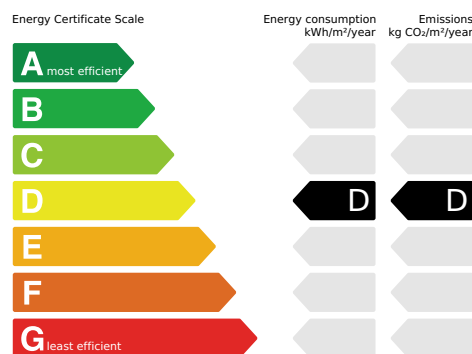 Energy Certificate Scale
Energy consumption
kWh/m²/year
Emissions
kg CO₂/m²/year
A most efficient
B
C
D
D
D
E
F
G least efficient